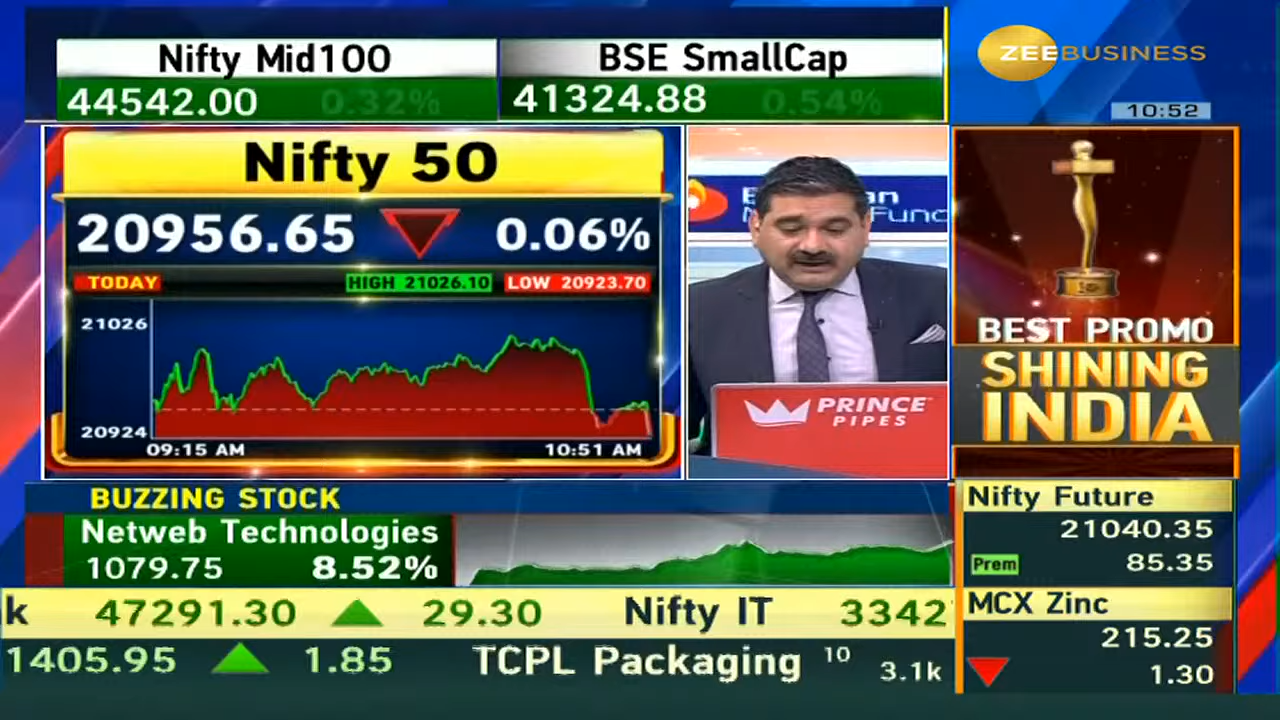 Nifty Mid100
44542.00 0.32%
BSE SmallCap
41324.88 0.54%
ZEEBUSINESS
10:52
Nifty 50
20956.65 0.06%
TODAY HIGH 21026.10 LOW 20923.70
21026
20924
09:15 AM 10:51 AM
an
Func
PRINCE
PIPES
BEST PROMO
SHINING
INDIA
BUZZING STOCK
Netweb Technologies
1079.75 8.52%
Nifty Future
21040.35
Prem 85.35
MCX Zinc
215.25
1.30
k 47291.30 29.30 Nifty IT 3342
1405.95 1.85 TCPL Packaging 10 3.1k